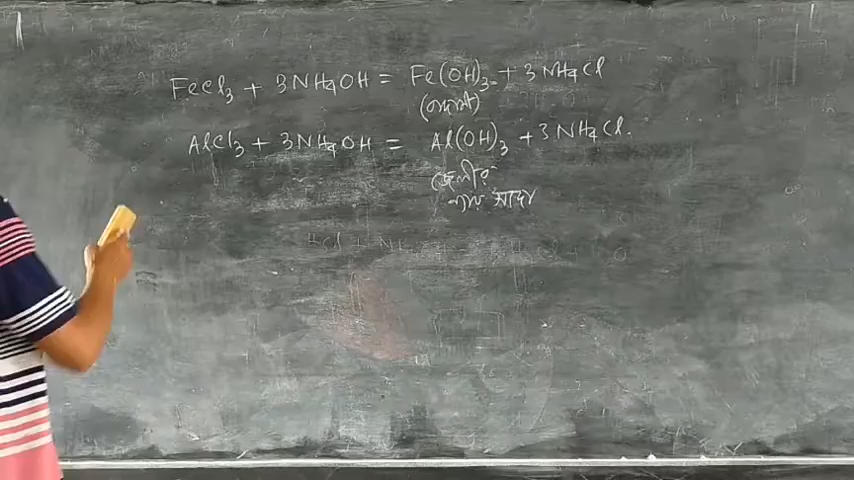 FeCl₃ + 3NH₄OH = Fe(OH)₃ + 3NH₄Cl
(বাদামী)
AlCl₃ + 3NH₄OH = Al(OH)₃ + 3NH₄Cl.
জেলীর
ন্যায় সাদা